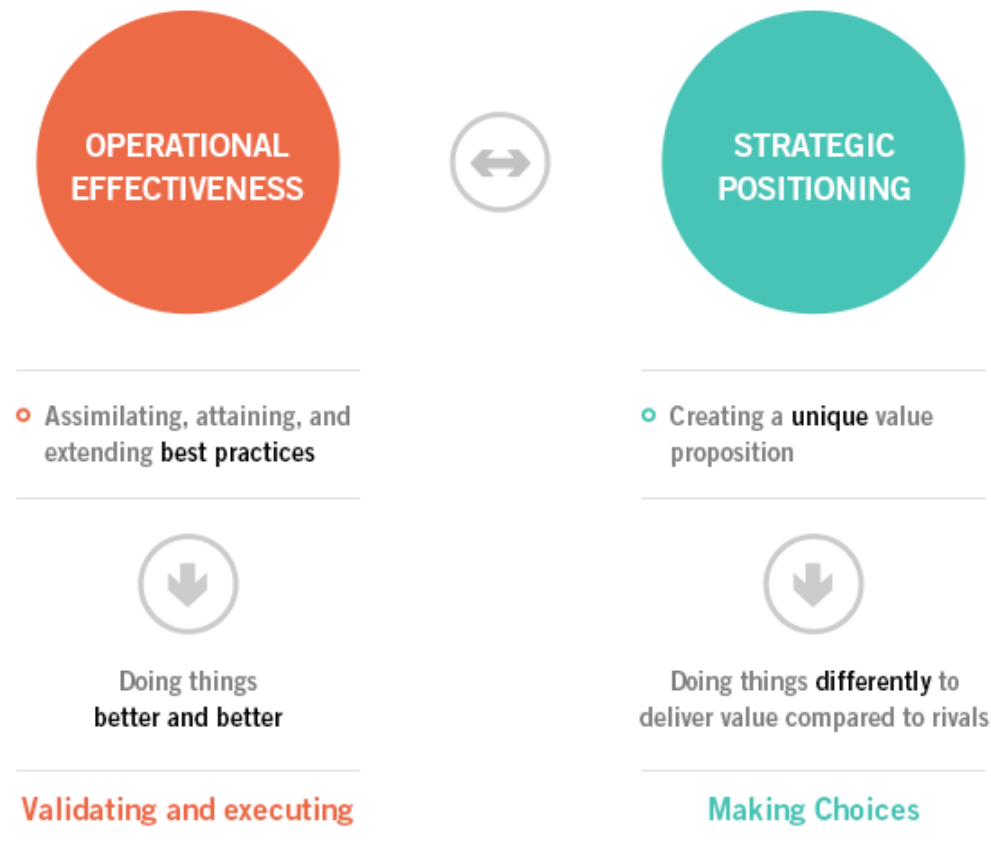 OPERATIONAL
EFFECTIVENESS
STRATEGIC
POSITIONING
Assimilating, attaining, and
extending best practices
Creating a unique value
proposition
Doing things
better and better
Doing things differently to
deliver value compared to rivals
Validating and executing
Making Choices